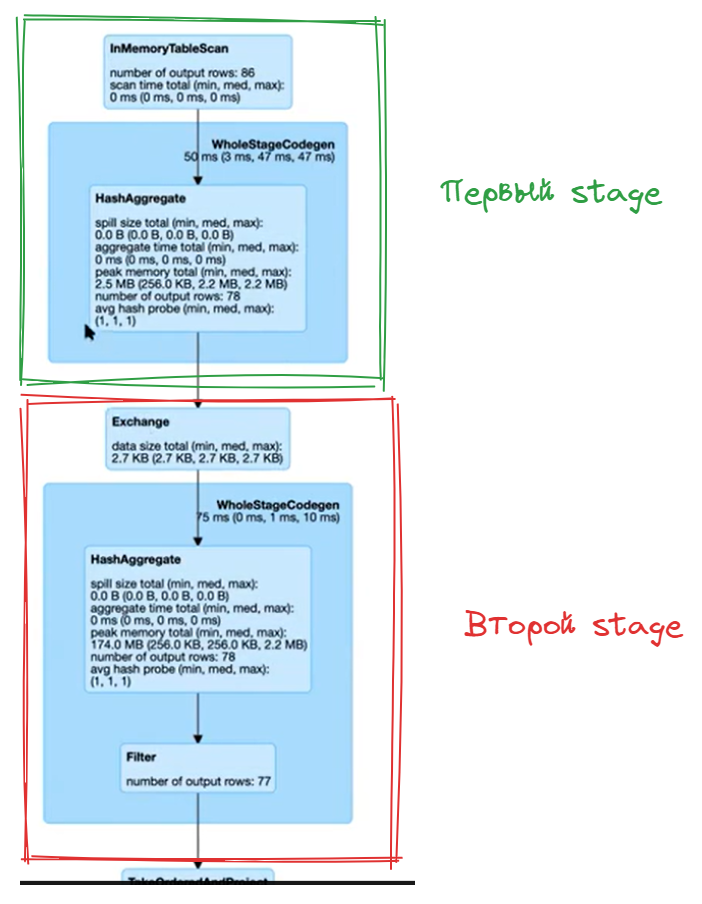 InMemoryTableScan
number of output rows: 86
scan time total (min, med, max):
0 ms (0 ms, 0 ms, 0 ms)
WholeStageCodegen
50 ms (3 ms, 47 ms, 47 ms)
HashAggregate
spill size total (min, med, max):
0.0 B (0.0 B, 0.0 B, 0.0 B)
aggregate time total (min, med, max):
0 ms (0 ms, 0 ms, 0 ms)
peak memory total (min, med, max):
2.5 MB (256.0 KB, 2.2 MB, 2.2 MB)
number of output rows: 78
avg hash probe (min, med, max):
(1, 1, 1)
Первый stage
Exchange
data size total (min, med, max):
2.7 KB (2.7 KB, 2.7 KB, 2.7 KB)
WholeStageCodegen
75 ms (0 ms, 1 ms, 10 ms)
HashAggregate
spill size total (min, med, max):
0.0 B (0.0 B, 0.0 B, 0.0 B)
aggregate time total (min, med, max):
0 ms (0 ms, 0 ms, 0 ms)
peak memory total (min, med, max):
174.0 MB (256.0 KB, 256.0 KB, 2.2 MB)
number of output rows: 78
avg hash probe (min, med, max):
(1, 1, 1)
Второй stage
Filter
number of output rows: 77
TakeOrderedAndProject